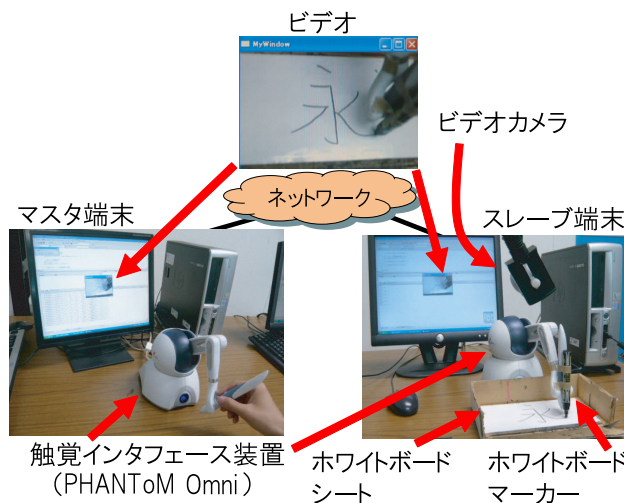 ビデオ
MyWindow
永
ビデオカメラ
ネットワーク
マスタ端末
スレーブ端末
永
触覚インタフェース装置
(PHANToM Omni)
ホワイトボード
シート
ホワイトボード
マーカー